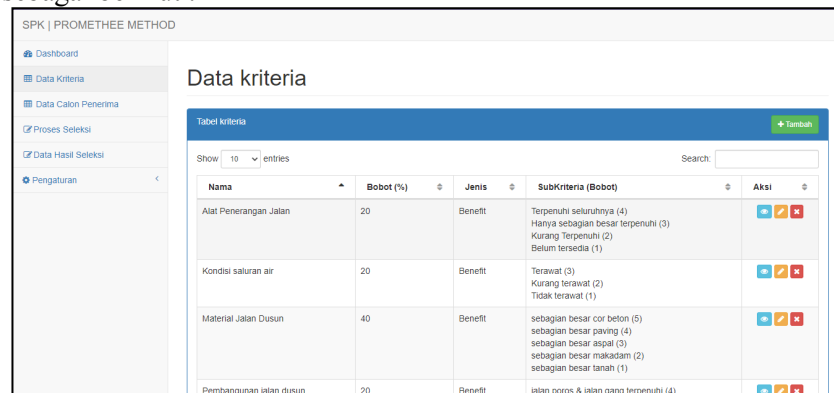 SPK | PROMETHEE METHOD
Dashboard
Data Kriteria
Data Calon Penerima
Proses Seleksi
Data Hasil Seleksi
Pengaturan
Data kriteria
Tabel kriteria
+ Tambah
Show 10 entries
Search:
Nama Bobot (%) Jenis SubKriteria (Bobot) Aksi
Alat Penerangan Jalan 20 Benefit Terpenuhi seluruhnya (4)
Hanya sebagian besar terpenuhi (3)
Kurang Terpenuhi (2)
Belum tersedia (1)
Kondisi saluran air 20 Benefit Terawat (3)
Kurang terawat (2)
Tidak terawat (1)
Material Jalan Dusun 40 Benefit sebagian besar cor beton (5)
sebagian besar paving (4)
sebagian besar aspal (3)
sebagian besar makadam (2)
sebagian besar tanah (1)
Pembangunan jalan dusun 20 Benefit jalan poros & jalan gang terpenuhi (4)